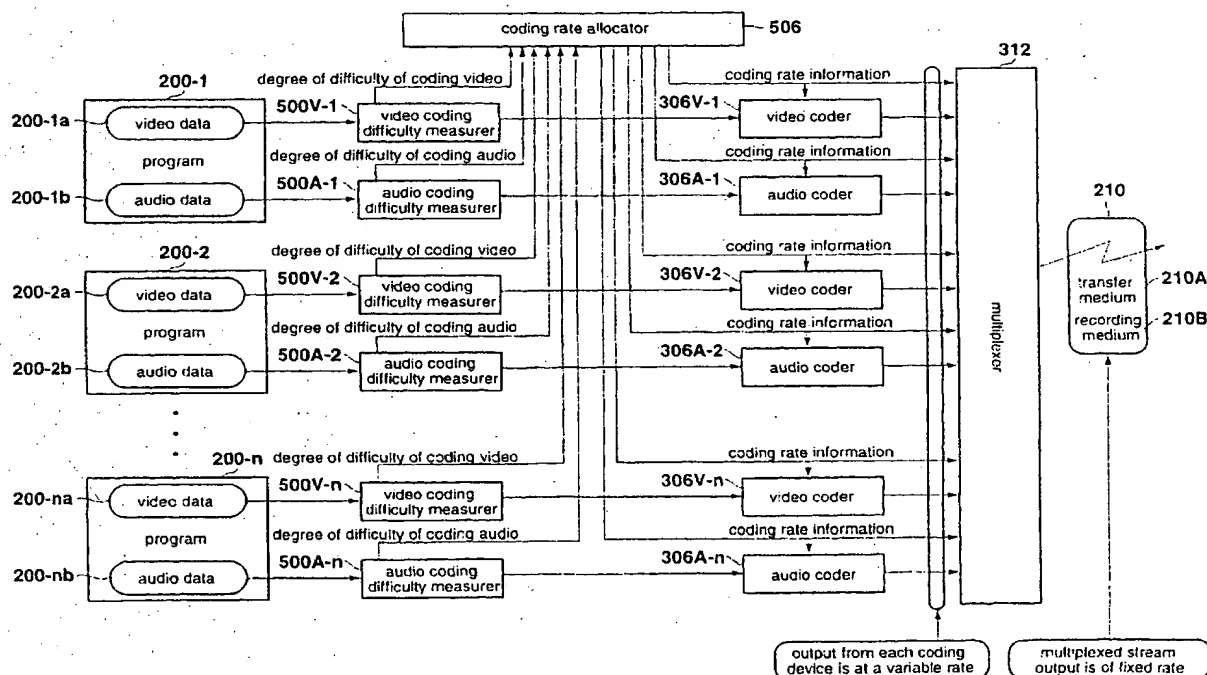 coding rate allocator
506
312
degree of difficulty of coding video
coding rate information
200-1
500V-1
306V-1
200-1a
video data
video coding
difficulty measurer
video coder
program
degree of difficulty of coding audio
coding rate information
500A-1
306A-1
200-1b
audio data
audio coding
difficulty measurer
audio coder
210
200-2
degree of difficulty of coding video
coding rate information
500V-2
306V-2
200-2a
video data
video coding
difficulty measurer
video coder
transfer
medium
210A
program
degree of difficulty of coding audio
coding rate information
recording
medium
210B
multiplexer
500A-2
306A-2
200-2b
audio data
audio coding
difficulty measurer
audio coder
200-n
degree of difficulty of coding video
coding rate information
500V-n
306V-n
200-na
video data
video coding
difficulty measurer
video coder
program
degree of difficulty of coding audio
coding rate information
500A-n
306A-n
200-nb
audio data
audio coding
difficulty measurer
audio coder
output from each coding
device is at a variable rate
multiplexed stream
output is of fixed rate